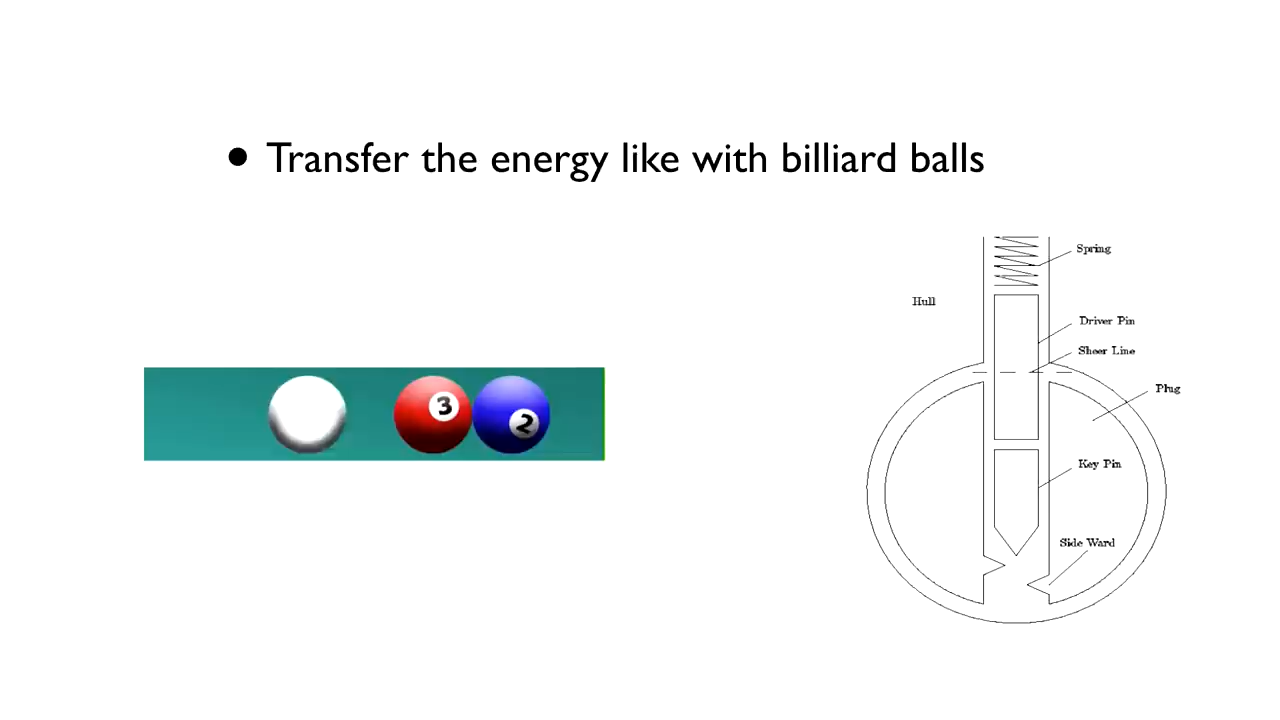 • Transfer the energy like with billiard balls
Spring
Hull
Driver Pin
Sheer Line
Plug
3
2
Key Pin
Side Ward